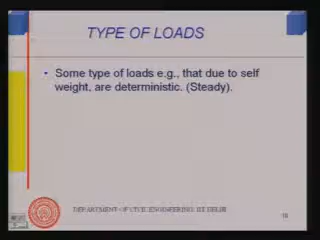 TYPE OF LOADS
• Some type of loads e.g., that due to self
weight, are deterministic. (Steady).
DEPARTMENT OF CIVIL ENGINEERING IIT DELHI